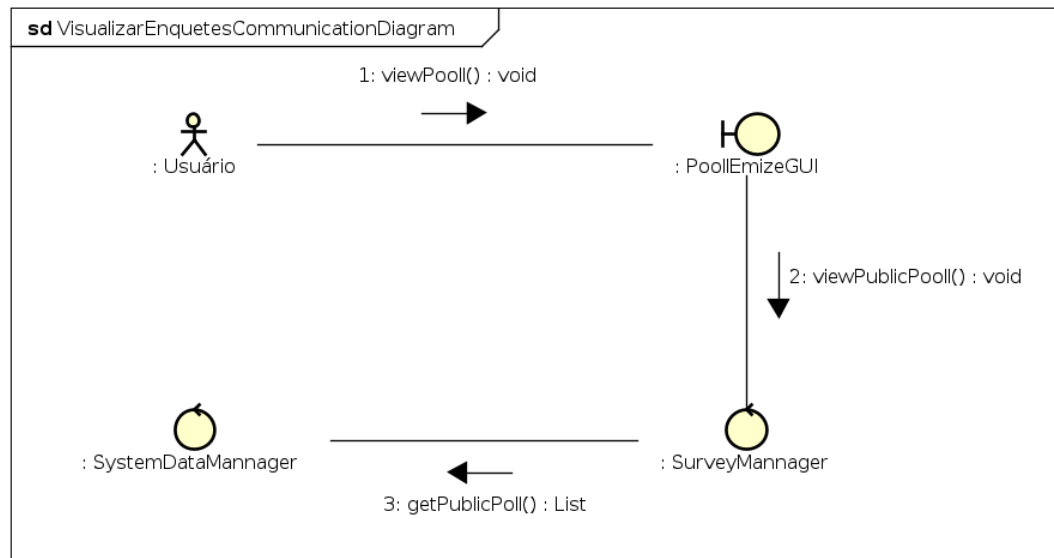 sd VisualizarEnquetesCommunicationDiagram
1: viewPooll() : void
: Usuário
: PoollEmizeGUI
2: viewPublicPooll() : void
: SystemDataMannager
: SurveyMannager
3: getPublicPoll() : List